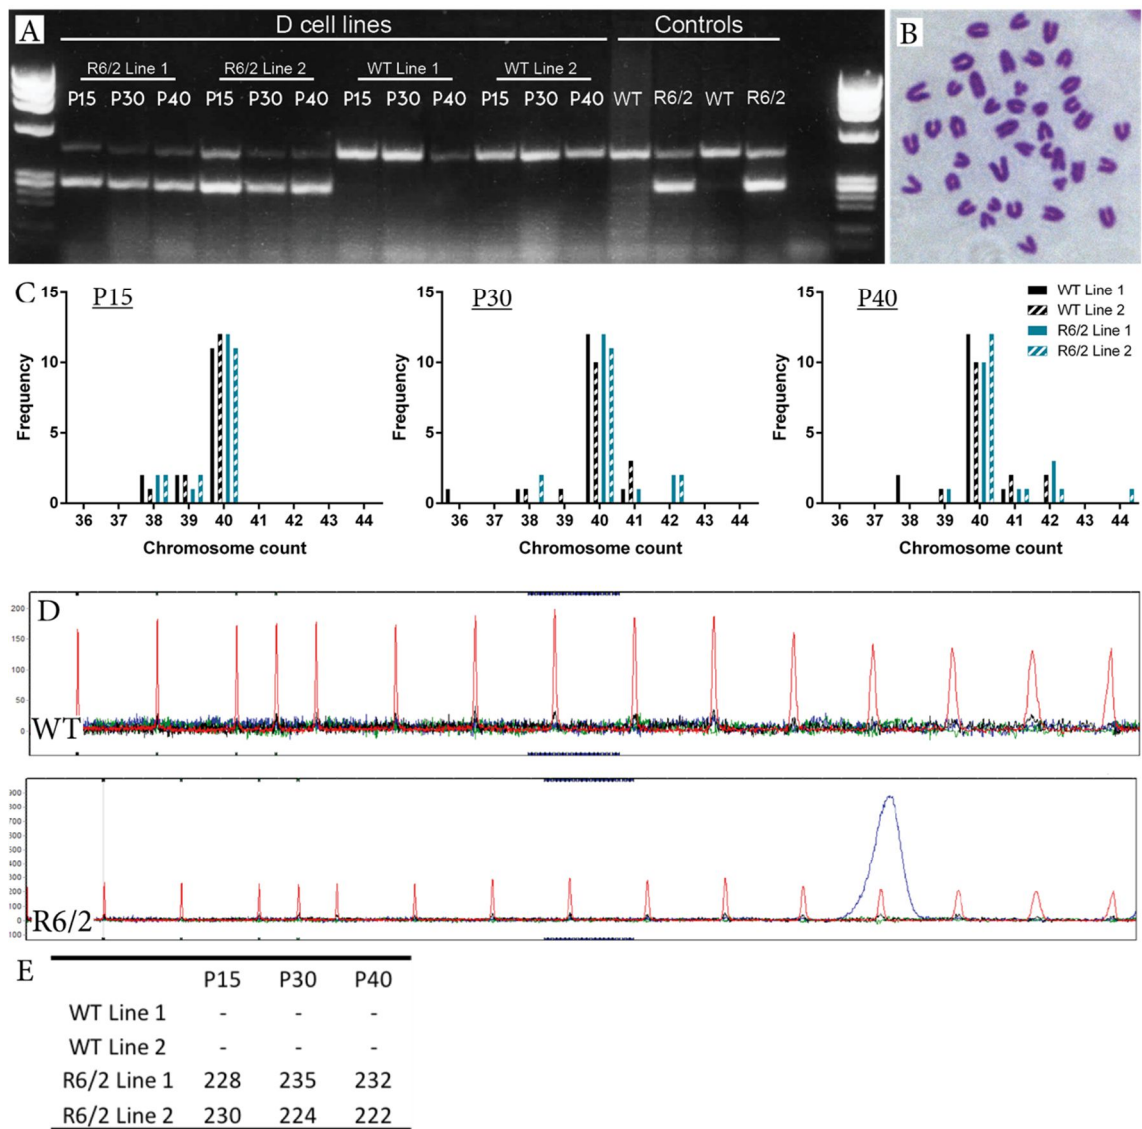 A
D cell lines
Controls
R6/2 Line 1
R6/2 Line 2
WT Line 1
WT Line 2
P15 P30 P40 P15 P30 P40 P15 P30 P40 P15 P30 P40 WT R6/2 WT R6/2
B
C
P15
Frequency
15
10
5
0
36 37 38 39 40 41 42 43 44
Chromosome count
P30
Frequency
15
10
5
0
36 37 38 39 40 41 42 43 44
Chromosome count
P40
Frequency
15
10
5
0
36 37 38 39 40 41 42 43 44
Chromosome count
WT Line 1
WT Line 2
R6/2 Line 1
R6/2 Line 2
D
200
150
100
50
0
WT
R6/2
E
P15 P30 P40
WT Line 1 - - -
WT Line 2 - - -
R6/2 Line 1 228 235 232
R6/2 Line 2 230 224 222